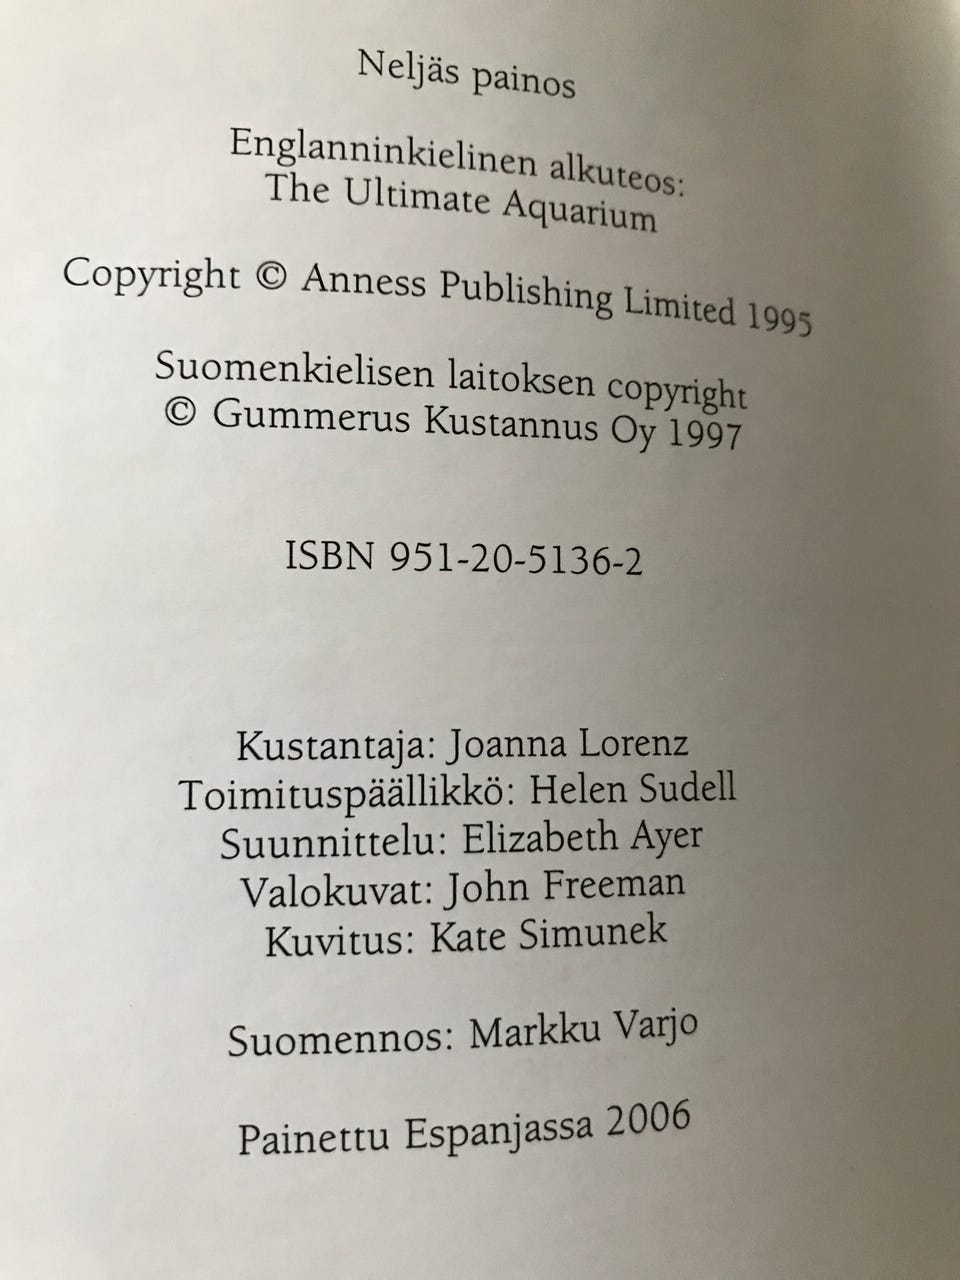 Neljäs painos
Englanninkielinen alkuteos:
The Ultimate Aquarium
Copyright © Anness Publishing Limited 1995
Suomenkielisen laitoksen copyright
© Gummerus Kustannus Oy 1997
ISBN 951-20-5136-2
Kustantaja: Joanna Lorenz
Toimituspäällikkö: Helen Sudell
Suunnittelu: Elizabeth Ayer
Valokuvat: John Freeman
Kuvitus: Kate Simunek
Suomennos: Markku Varjo
Painettu Espanjassa 2006